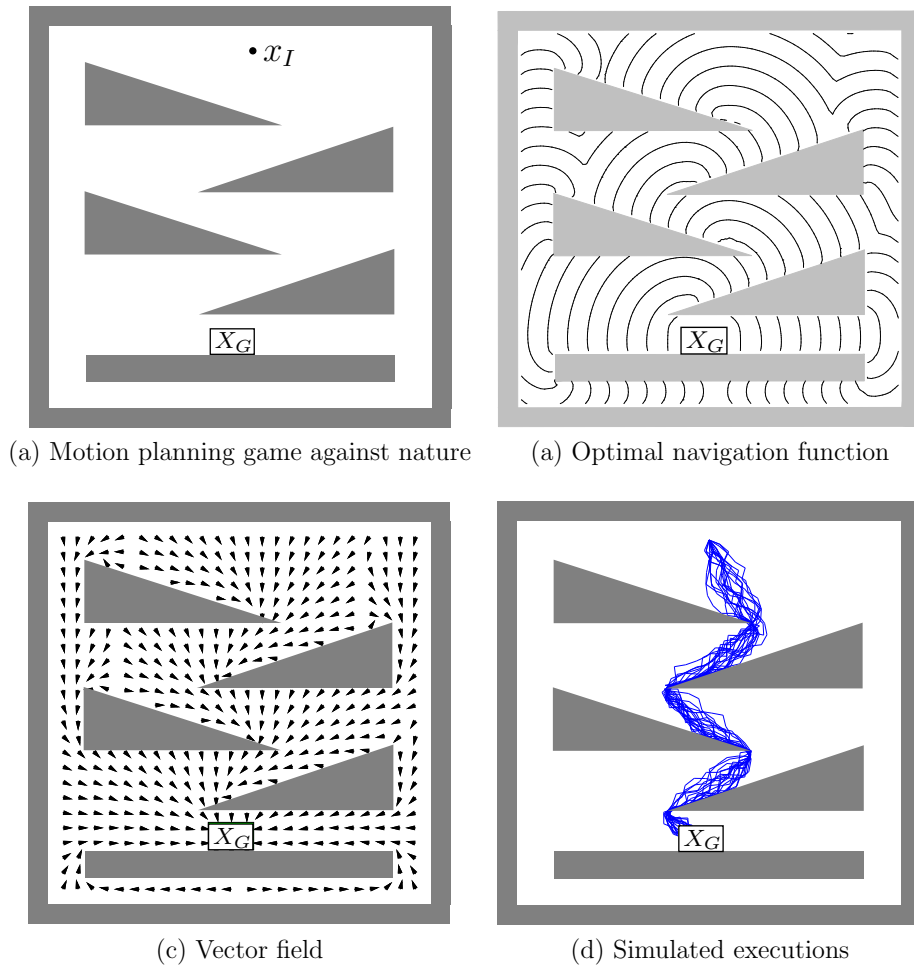 x_I
X_G
X_G
(a) Motion planning game against nature
(a) Optimal navigation function
X_G
X_G
(c) Vector field
(d) Simulated executions